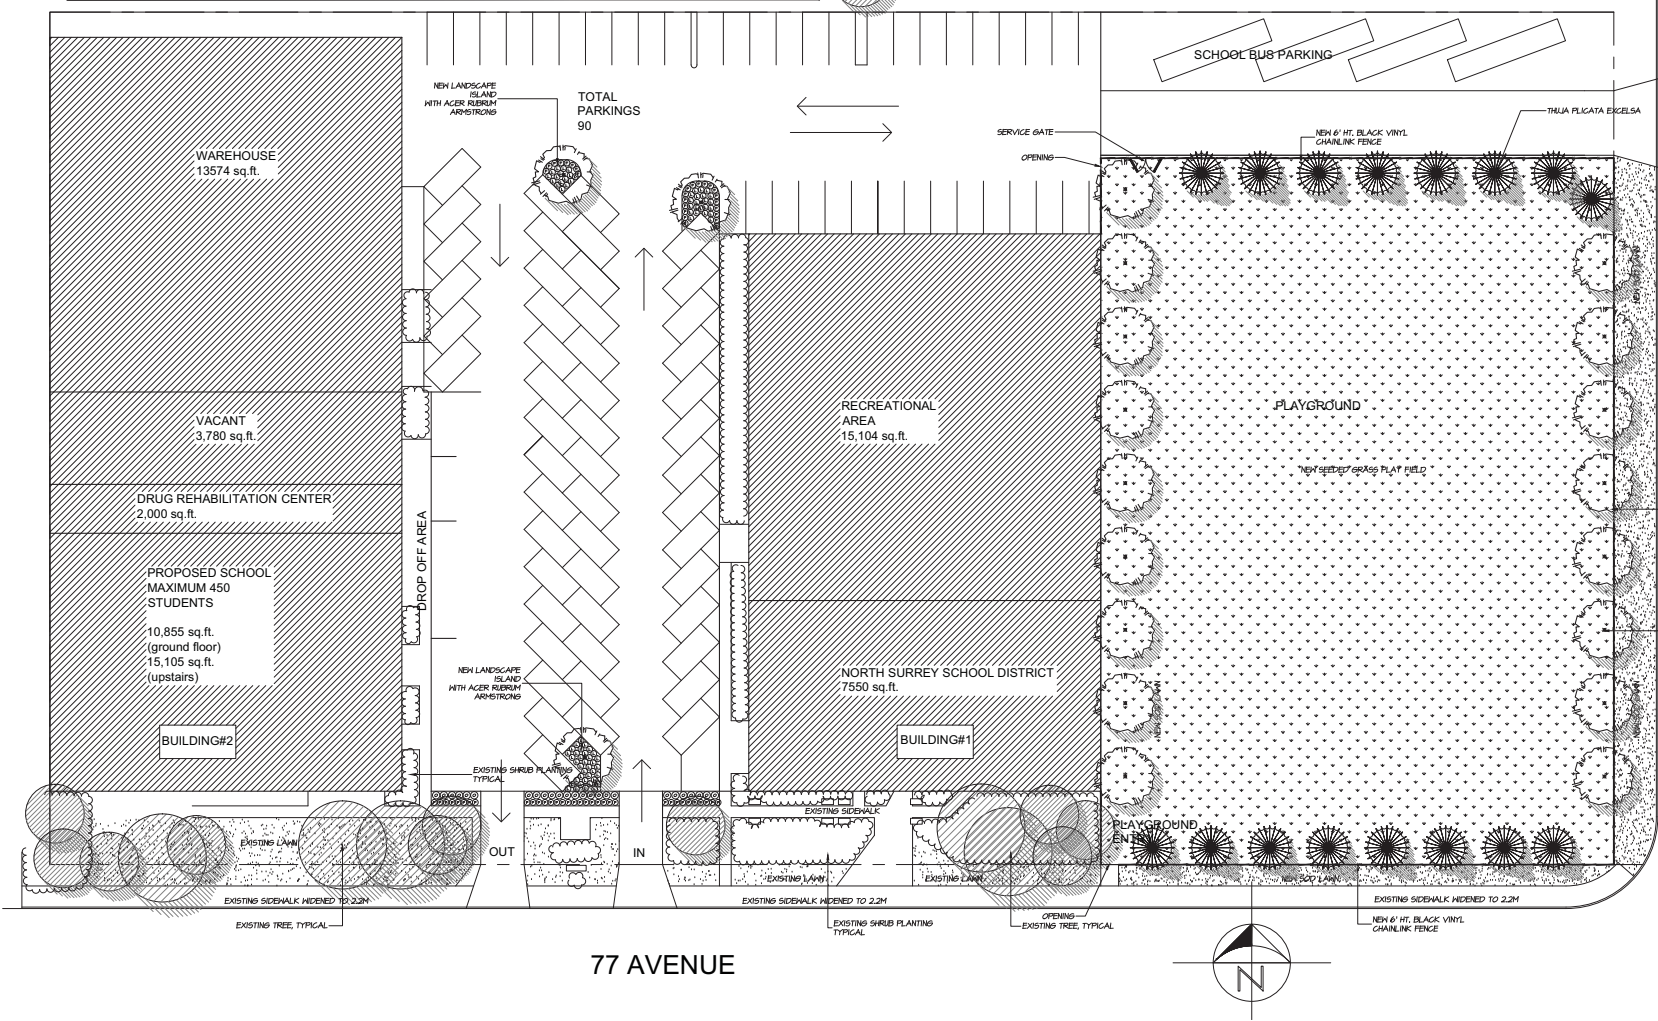 SCHOOL BUS PARKING
NEW LANDSCAPE
ISLAND
WITH ACER RUBRUM
ARMSTRONG
TOTAL
PARKINGS
90
THUJA PLICATA EXCELSA
SERVICE GATE
NEW 6' HT. BLACK VINYL
CHAINLINK FENCE
OPENING
WAREHOUSE
13574 sq.ft.
RECREATIONAL
AREA
15,104 sq.ft.
PLAYGROUND
VACANT
3,780 sq.ft.
NEW SEEDED GRASS PLAY FIELD
DRUG REHABILITATION CENTER
2,000 sq.ft.
DROP OFF AREA
PROPOSED SCHOOL
MAXIMUM 450
STUDENTS
10,855 sq.ft.
(ground floor)
15,105 sq.ft.
(upstairs)
NEW LANDSCAPE
ISLAND
WITH ACER RUBRUM
ARMSTRONG
NORTH SURREY SCHOOL DISTRICT
7550 sq.ft.
BUILDING#2
BUILDING#1
EXISTING SHRUB PLANTING
TYPICAL
EXISTING SIDEWALK
PLAYGROUND
EXISTING LAWN
OUT
IN
EXISTING LAWN
EXISTING LAWN
NEW SOD LAWN
EXISTING SIDEWALK WIDENED TO 2.2M
EXISTING SIDEWALK WIDENED TO 2.2M
EXISTING SIDEWALK WIDENED TO 2.2M
EXISTING TREE, TYPICAL
EXISTING SHRUB PLANTING
TYPICAL
OPENING
EXISTING TREE, TYPICAL
NEW 6' HT. BLACK VINYL
CHAINLINK FENCE
77 AVENUE
N